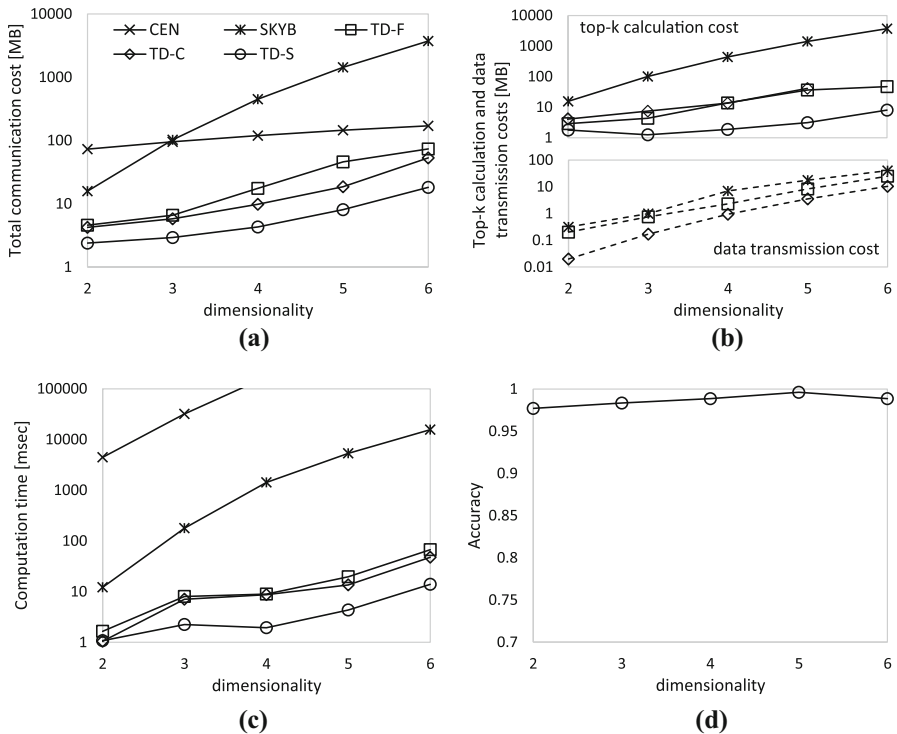 Total communication cost [MB]
10000
1000
100
10
1
CEN
SKYB
TD-F
TD-C
TD-S
2 3 4 5 6
dimensionality
(a)
Top-k calculation and data
transmission costs [MB]
10000
1000
100
10
1
top-k calculation cost
100
10
1
0.1
0.01
data transmission cost
2 3 4 5 6
dimensionality
(b)
Computation time [msec]
100000
10000
1000
100
10
1
2 3 4 5 6
dimensionality
(c)
Accuracy
1
0.95
0.9
0.85
0.8
0.75
0.7
2 3 4 5 6
dimensionality
(d)